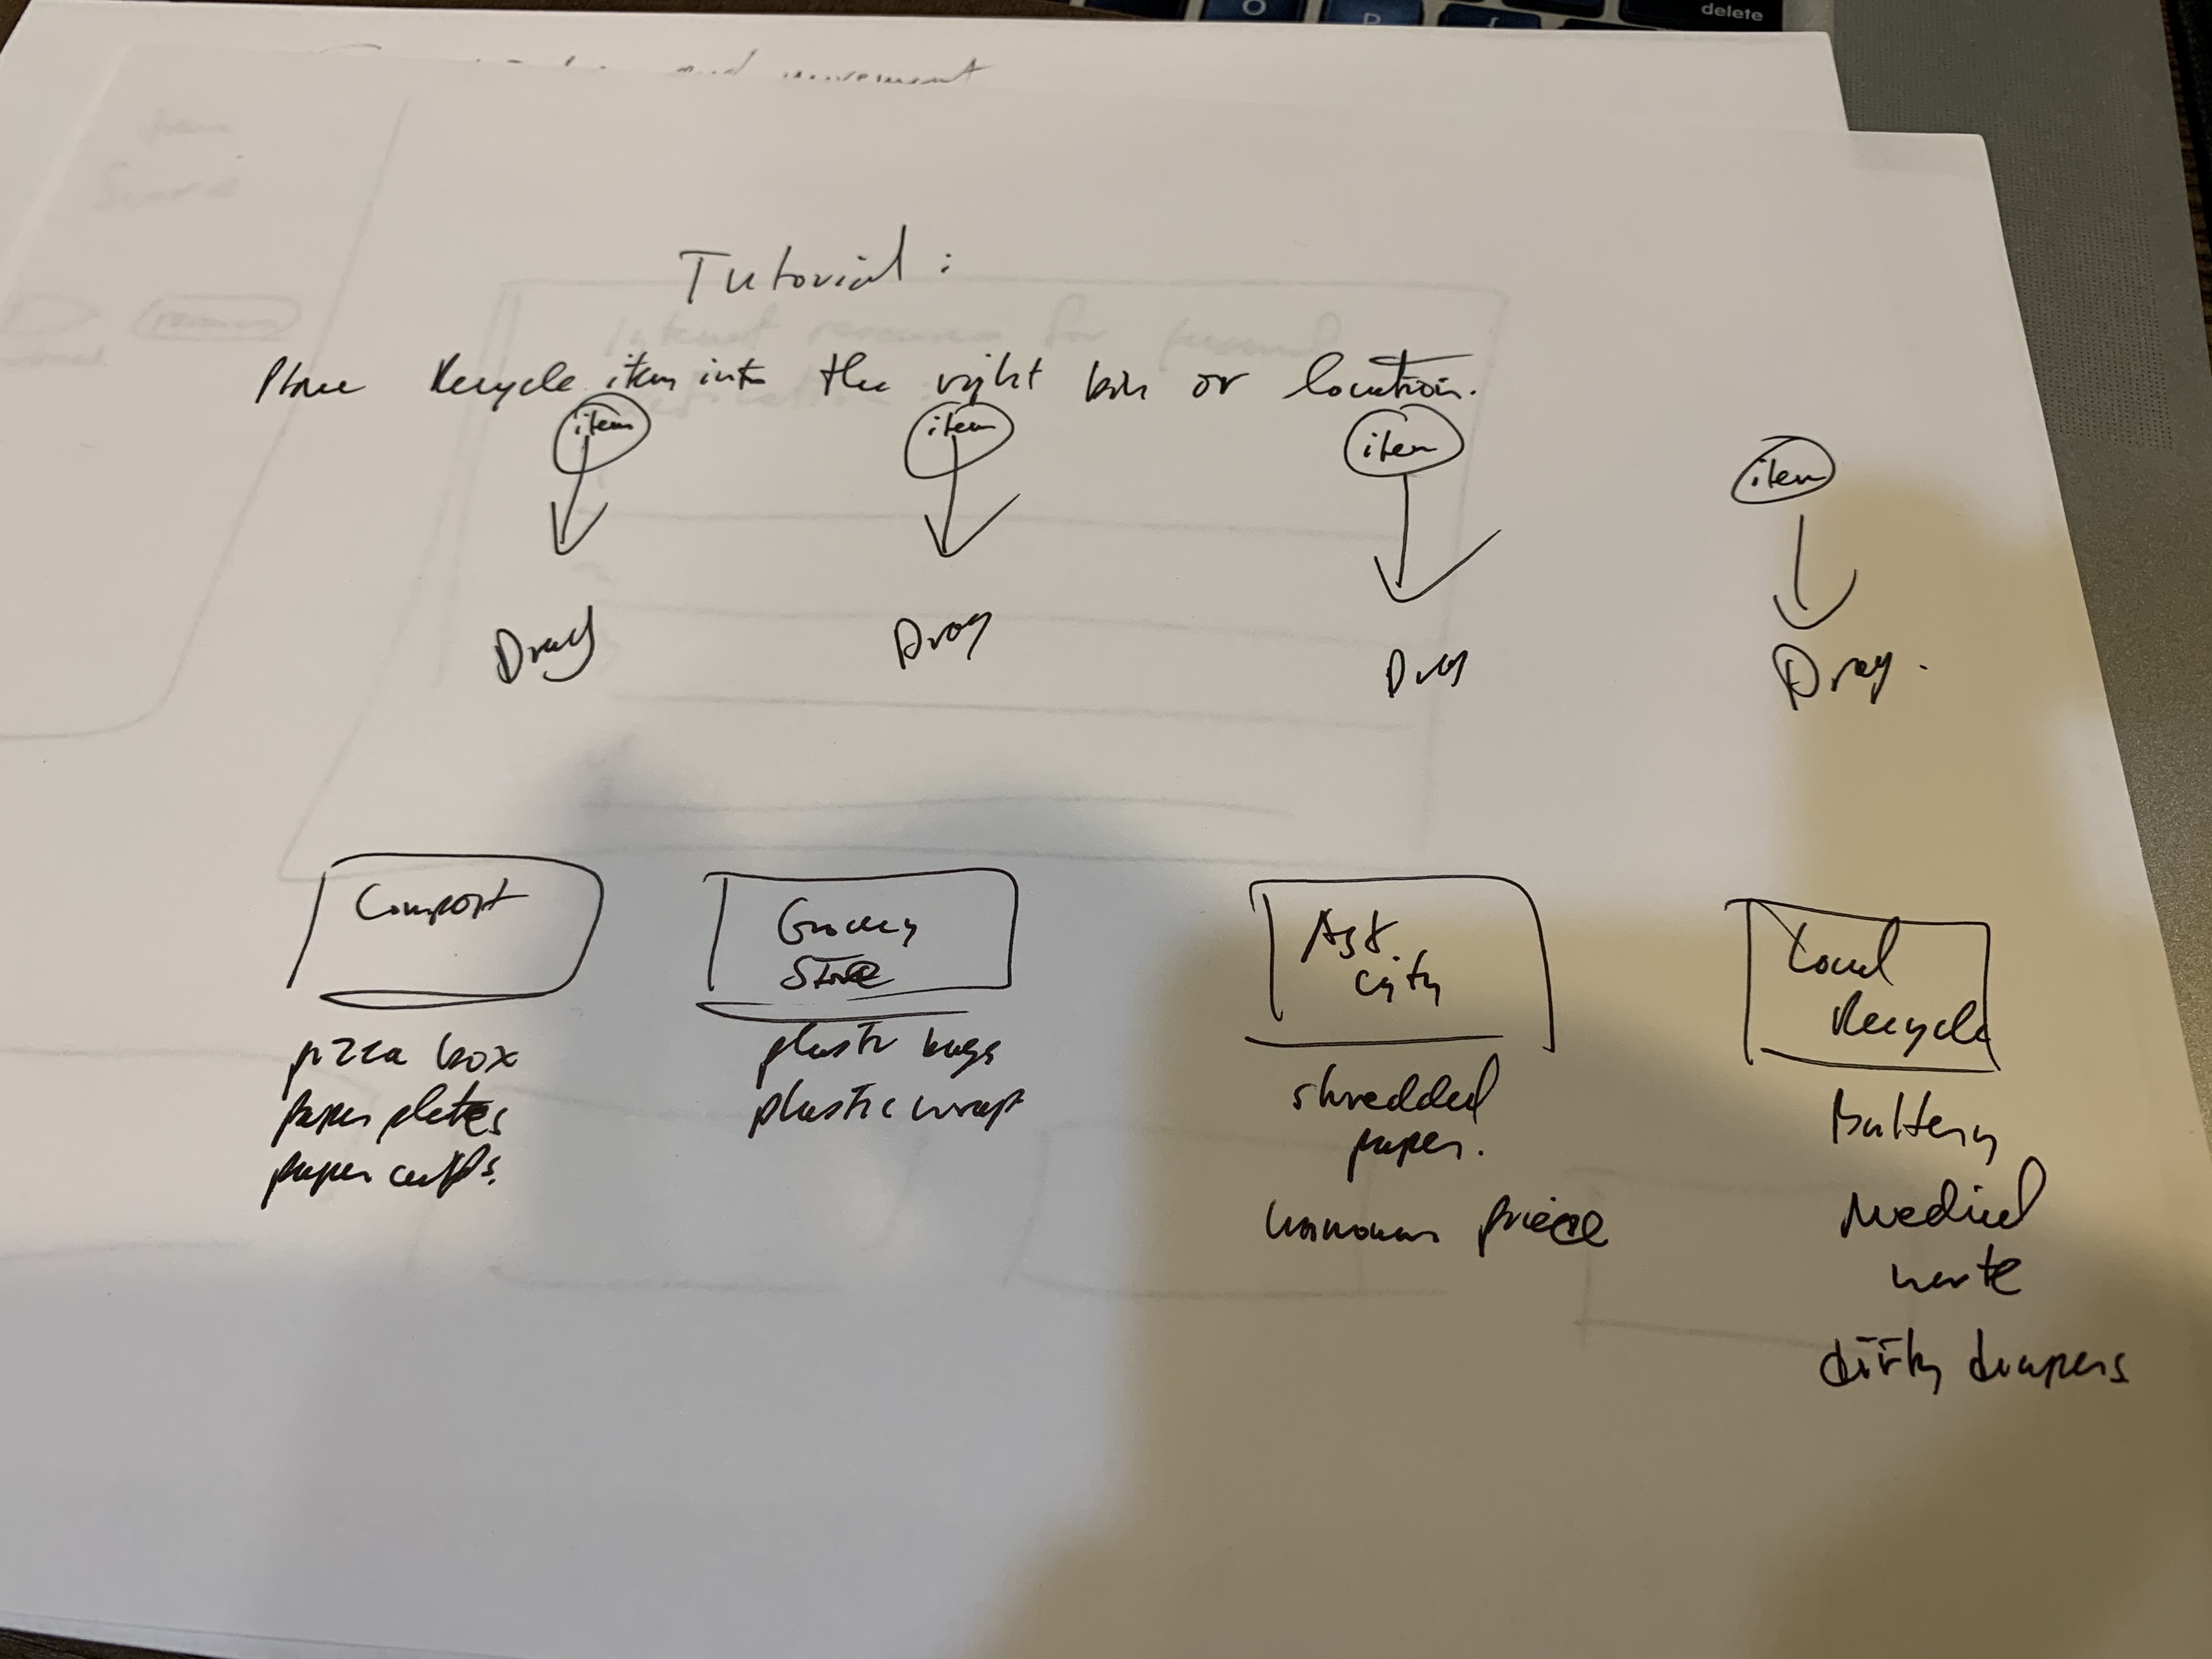 delete
O
P
and movement
Tutorial :
Place Recycle item into the right bin or location.
item item item item
Drag Drag Drag Drag.
Compost
Grocery
Store
Ask
city
Local
Recycle
pizza box
paper plates
paper cups.
plastic bags
plastic wrap
shredded
paper.
unknown
Battery
Medical
waste
dirty diapers